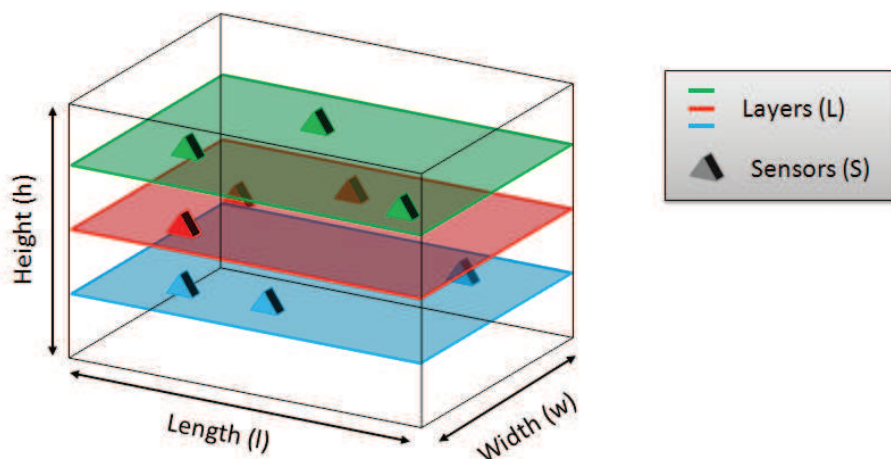 Layers (L)
Sensors (S)
Height (h)
Length (l)
Width (w)